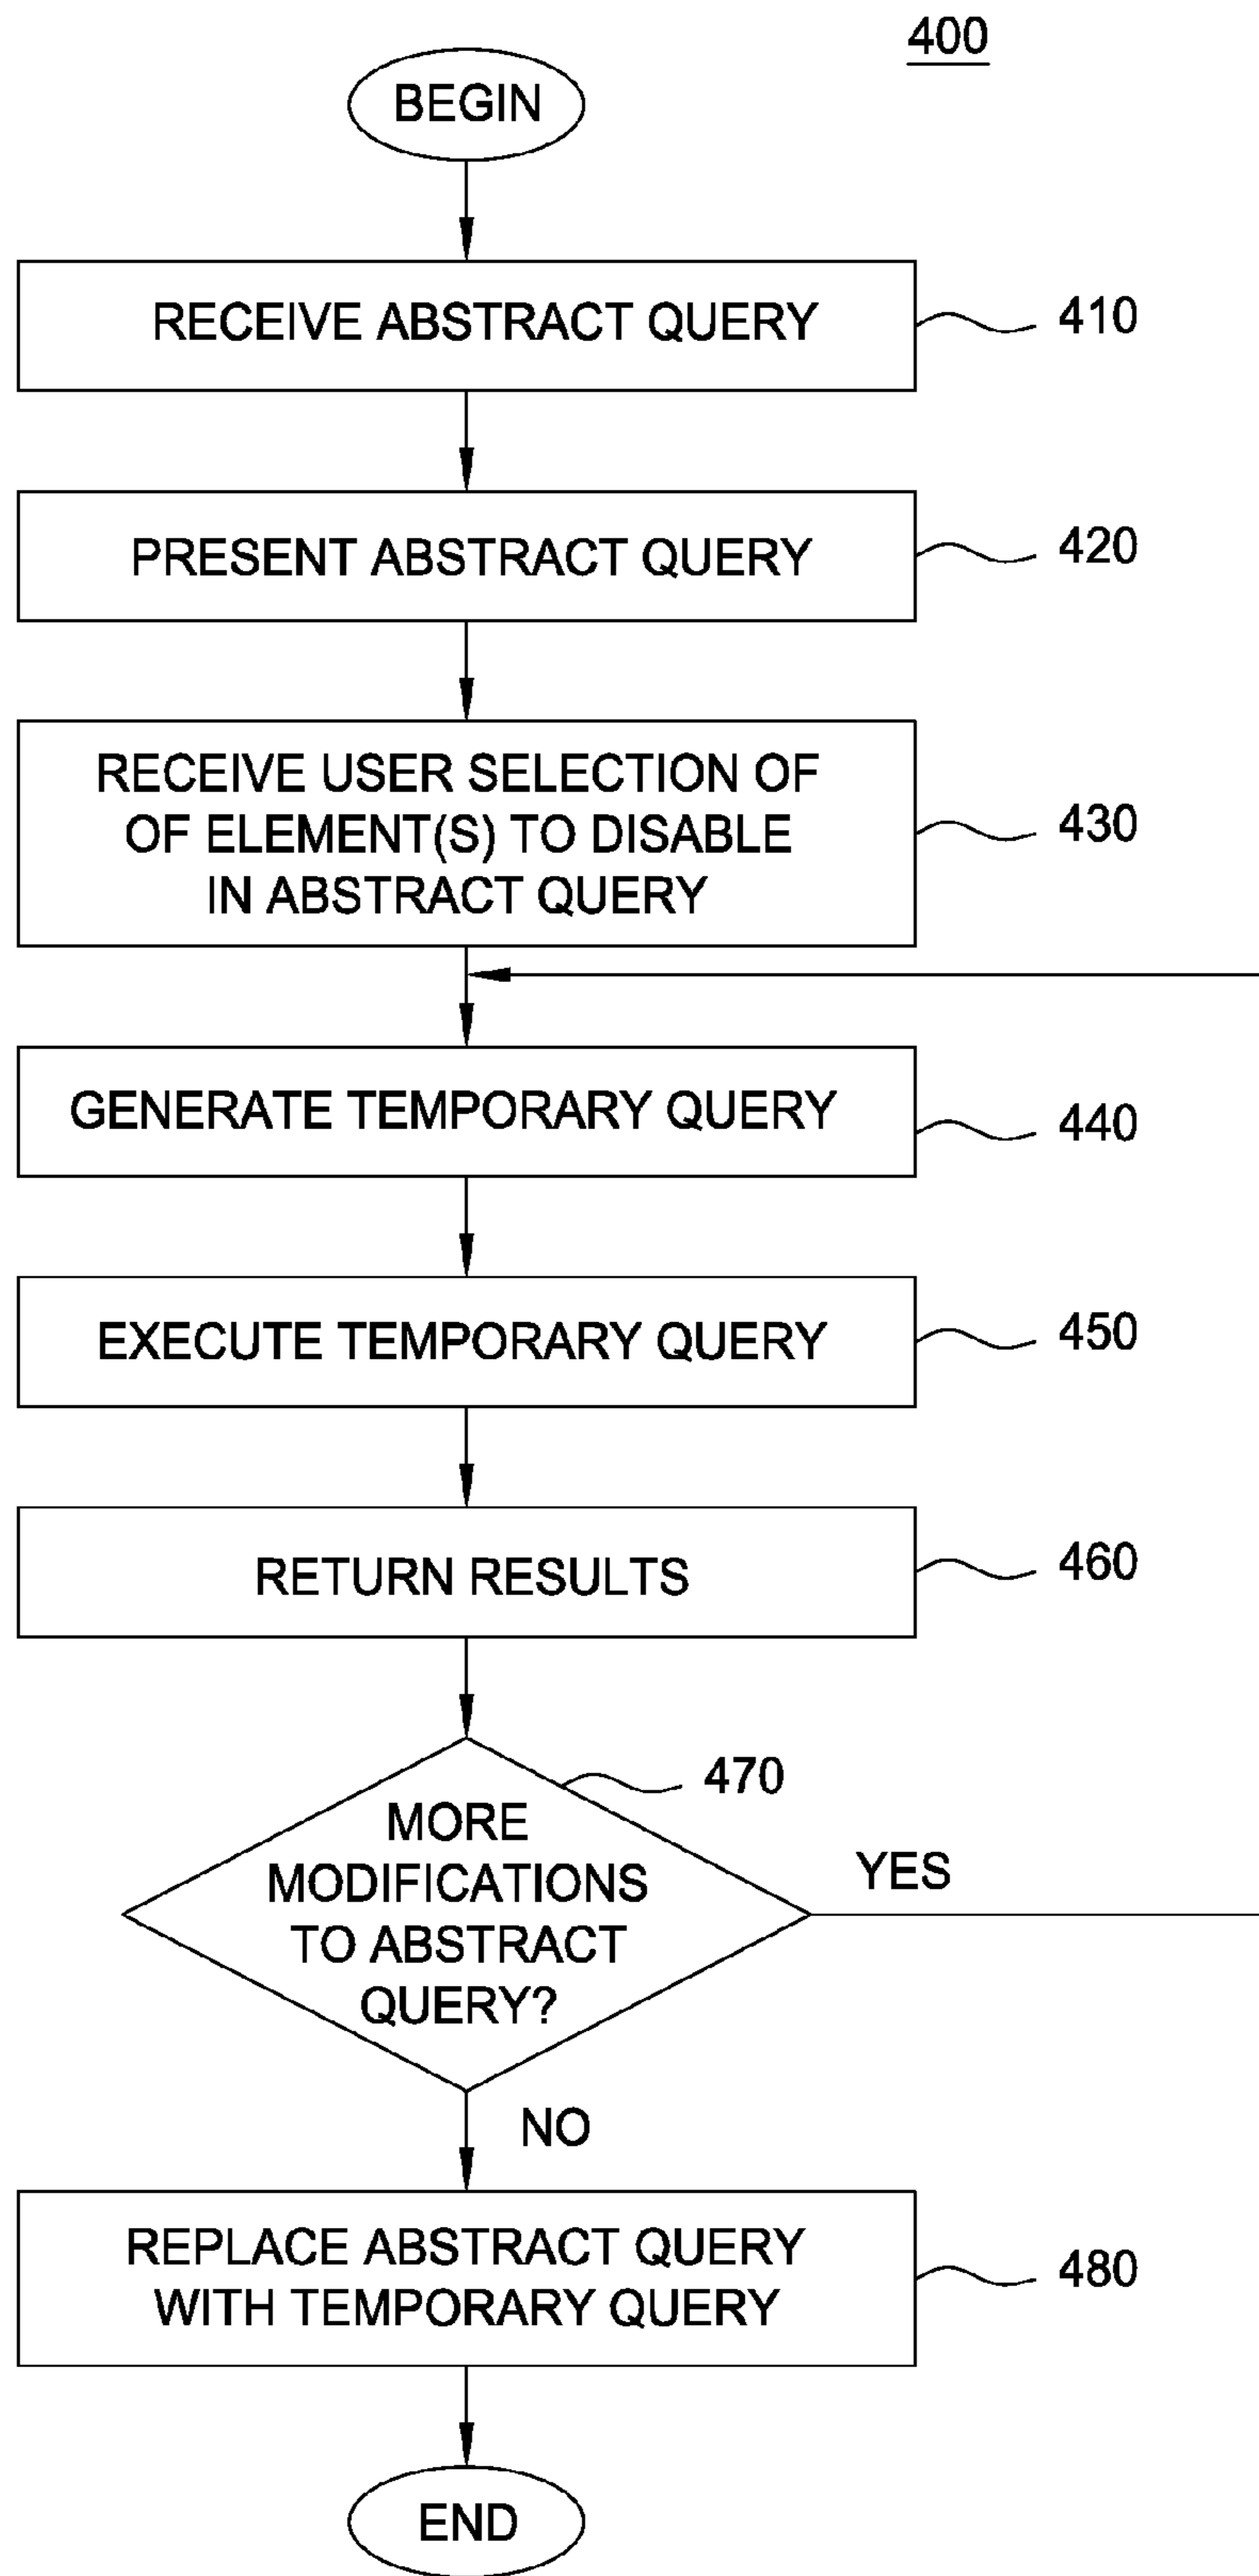 400
BEGIN
RECEIVE ABSTRACT QUERY
410
PRESENT ABSTRACT QUERY
420
RECEIVE USER SELECTION OF
OF ELEMENT(S) TO DISABLE
IN ABSTRACT QUERY
430
GENERATE TEMPORARY QUERY
440
EXECUTE TEMPORARY QUERY
450
RETURN RESULTS
460
470
MORE
MODIFICATIONS
TO ABSTRACT
QUERY?
YES
NO
REPLACE ABSTRACT QUERY
WITH TEMPORARY QUERY
480
END